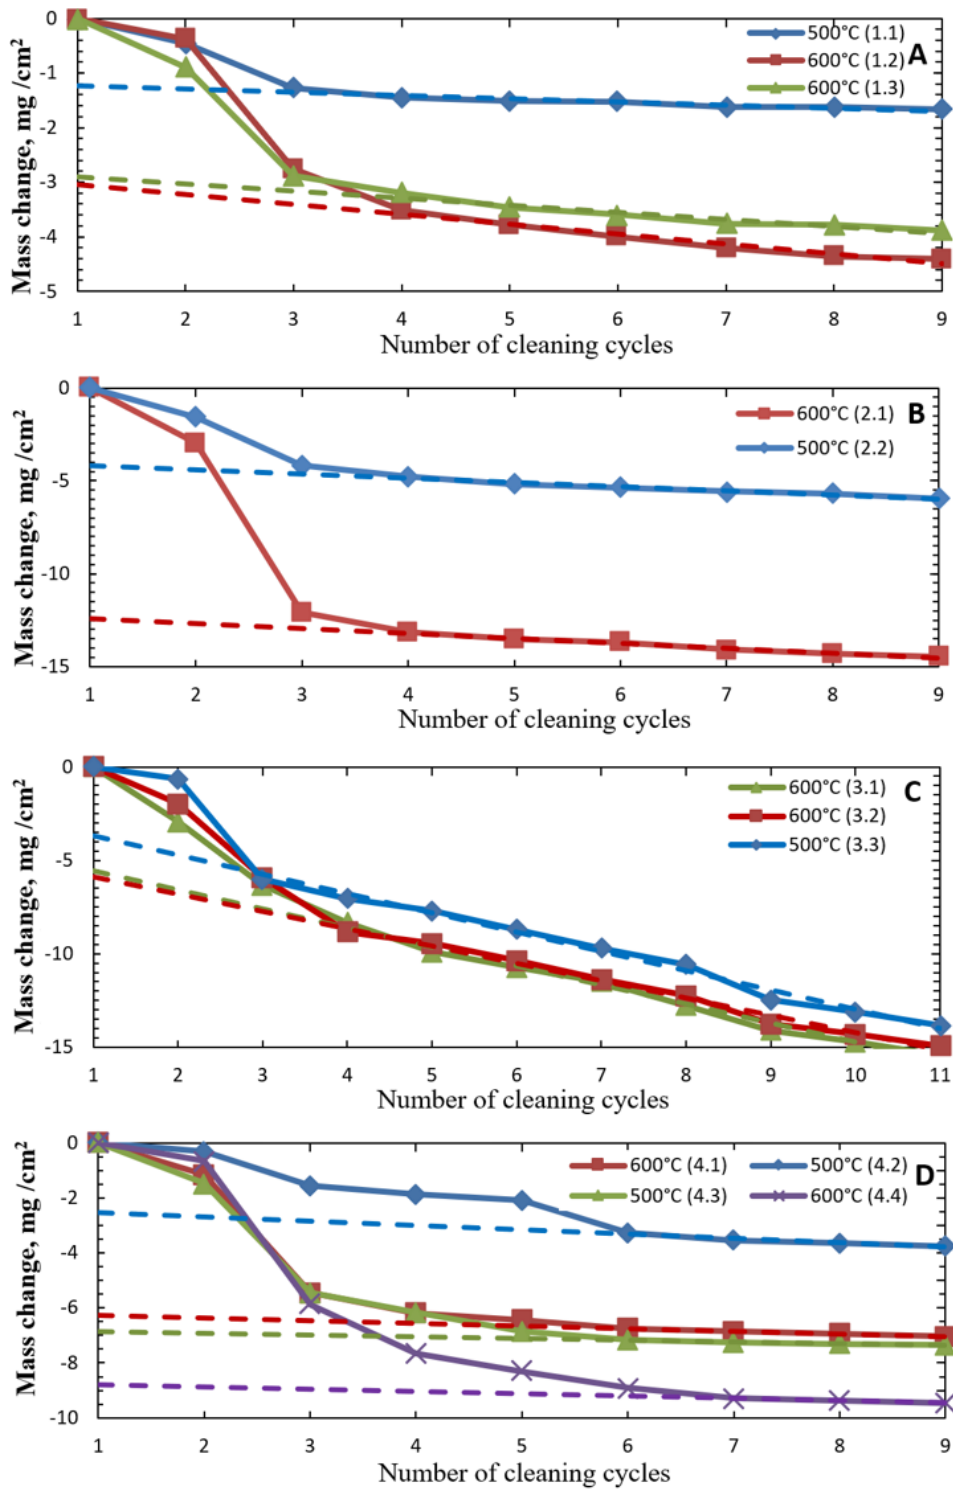 500°C (1.1)
600°C (1.2)
600°C (1.3)
A
0
-1
-2
-3
-4
-5
Mass change, mg /cm²
1 2 3 4 5 6 7 8 9
Number of cleaning cycles
600°C (2.1)
500°C (2.2)
B
0
-5
-10
-15
Mass change, mg /cm²
1 2 3 4 5 6 7 8 9
Number of cleaning cycles
600°C (3.1)
600°C (3.2)
500°C (3.3)
C
0
-5
-10
-15
Mass change, mg /cm²
1 2 3 4 5 6 7 8 9 10 11
Number of cleaning cycles
600°C (4.1) 500°C (4.2)
500°C (4.3) 600°C (4.4)
D
0
-2
-4
-6
-8
-10
Mass change, mg /cm²
1 2 3 4 5 6 7 8 9
Number of cleaning cycles